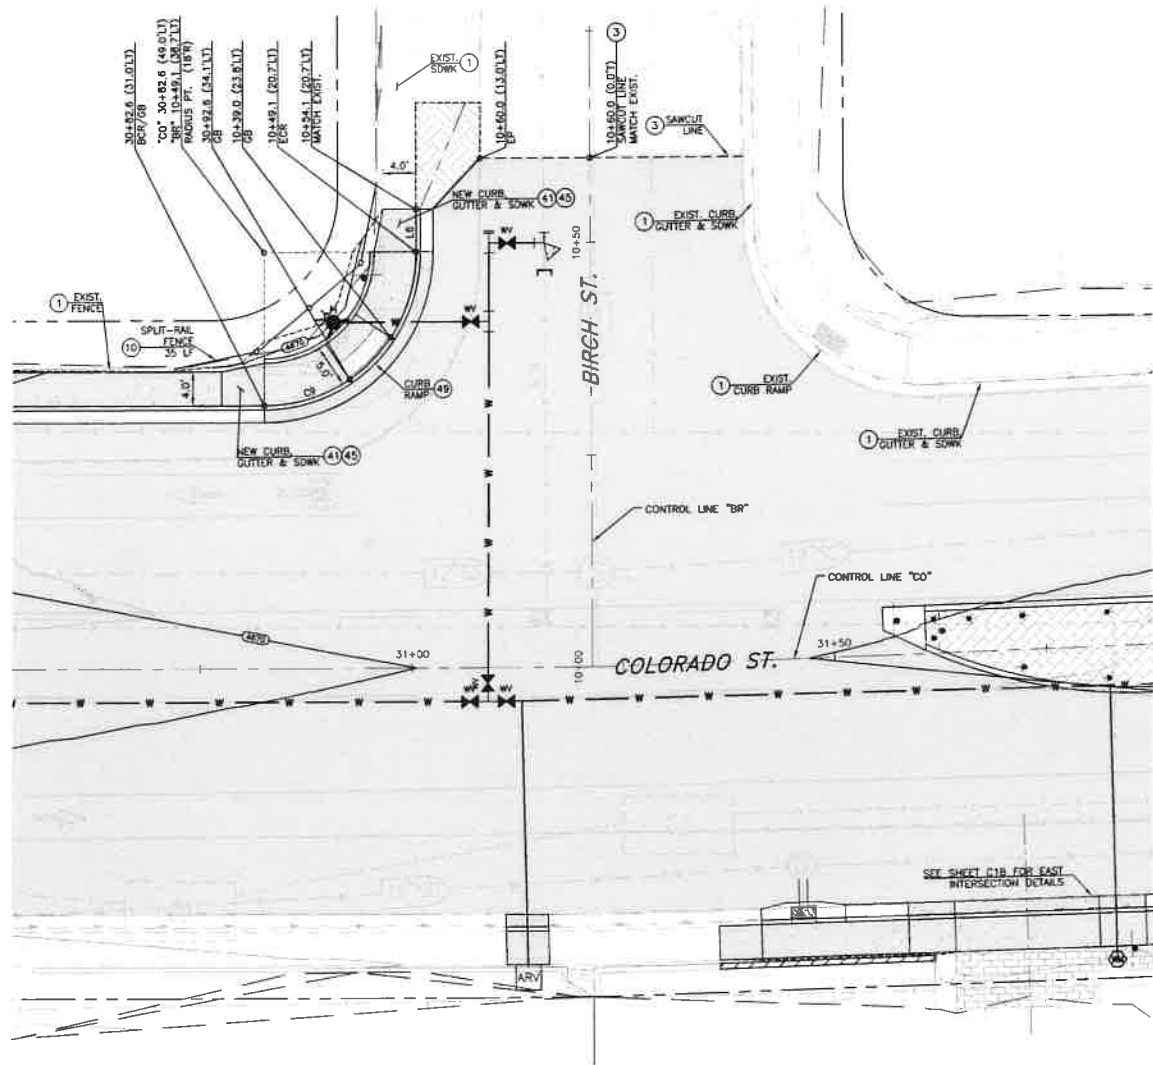 30+82.6 (31.0'LT)
BCR/GB
"CO" 30+82.6 (49.0'LT)
"BR" 10+49.1 (38.7'LT)
RADIUS PT. (18'R)
30+92.6 (34.1'LT)
GB
10+39.0 (23.8'LT)
GB
10+49.1 (20.7'LT)
ECR
10+54.1 (20.7'LT)
MATCH EXIST.
EXIST.
SDWK 1
10+60.0 (13.0'LT)
EP
3
10+60.0 (0.0'T)
SAWCUT LINE
MATCH EXIST.
3 SAWCUT
LINE
4.0'
NEW CURB,
GUTTER & SDWK 41 45
L6
WV
10+50
1 EXIST. CURB,
GUTTER & SDWK
BIRCH ST.
1 EXIST.
FENCE
SPLIT-RAIL
FENCE
10
35 LF
4870
W
WV
5.0'
C9
4.0'
CURB
RAMP 49
1 EXIST.
CURB RAMP
W
1 EXIST. CURB,
GUTTER & SDWK
NEW CURB,
GUTTER & SDWK 41 45
W
CONTROL LINE "BR"
W
CONTROL LINE "CO"
W
4870
31+00
10+00
COLORADO ST.
31+50
WV
WV
WV
W W W W W W W W W W W W W W
SEE SHEET C18 FOR EAST
INTERSECTION DETAILS
ARV